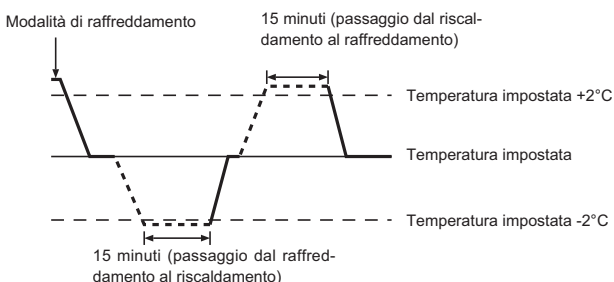 Modalità di raffreddamento
15 minuti (passaggio dal riscal-
damento al raffreddamento)
Temperatura impostata +2°C
Temperatura impostata
Temperatura impostata -2°C
15 minuti (passaggio dal raffred-
damento al riscaldamento)